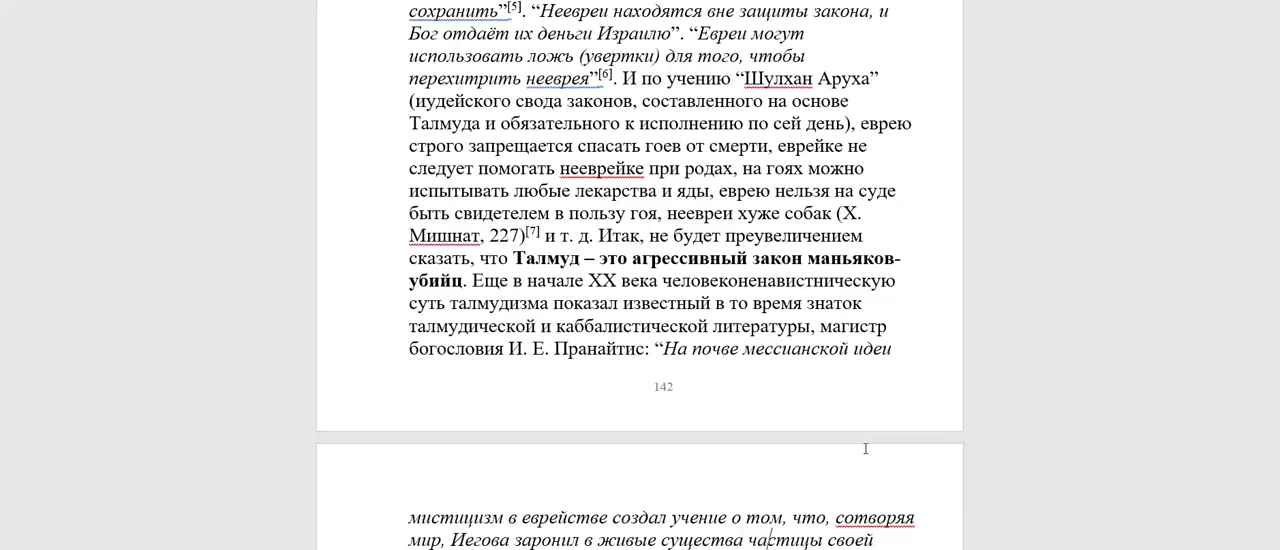 сохранить”[5]. “Неевреи находятся вне защиты закона, и
Бог отдаёт их деньги Израилю”. “Евреи могут
использовать ложь (увертки) для того, чтобы
перехитрить нееврея”[6]. И по учению “Шулхан Аруха”
(иудейского свода законов, составленного на основе
Талмуда и обязательного к исполнению по сей день), еврею
строго запрещается спасать гоев от смерти, еврейке не
следует помогать нееврейке при родах, на гоях можно
испытывать любые лекарства и яды, еврею нельзя на суде
быть свидетелем в пользу гоя, неевреи хуже собак (Х.
Мишнат, 227)[7] и т. д. Итак, не будет преувеличением
сказать, что Талмуд – это агрессивный закон маньяков-
убийц. Еще в начале XX века человеконенавистническую
суть талмудизма показал известный в то время знаток
талмудической и каббалистической литературы, магистр
богословия И. Е. Пранайтис: “На почве мессианской идеи
142
мистицизм в еврействе создал учение о том, что, сотворяя
мир, Иегова заронил в живые существа частицы своей